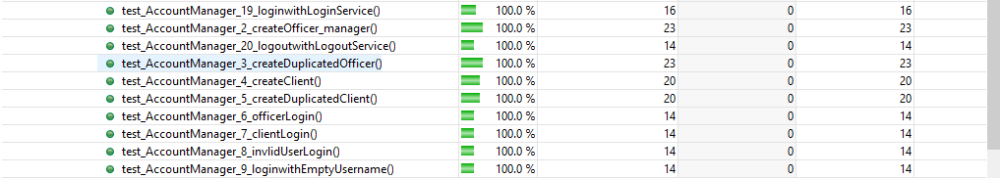 test_AccountManager_19_loginwithLoginService() 100.0 % 16 0 16
test_AccountManager_2_createOfficer_manager() 100.0 % 23 0 23
test_AccountManager_20_logoutwithLogoutService() 100.0 % 14 0 14
test_AccountManager_3_createDuplicatedOfficer() 100.0 % 23 0 23
test_AccountManager_4_createClient() 100.0 % 20 0 20
test_AccountManager_5_createDuplicatedClient() 100.0 % 20 0 20
test_AccountManager_6_officerLogin() 100.0 % 14 0 14
test_AccountManager_7_clientLogin() 100.0 % 14 0 14
test_AccountManager_8_invlidUserLogin() 100.0 % 14 0 14
test_AccountManager_9_loginwithEmptyUsername() 100.0 % 14 0 14